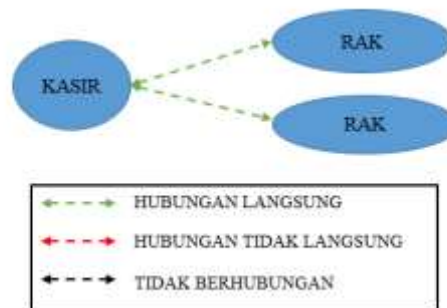 RAK
KASIR
RAK
HUBUNGAN LANGSUNG
HUBUNGAN TIDAK LANGSUNG
TIDAK BERHUBUNGAN